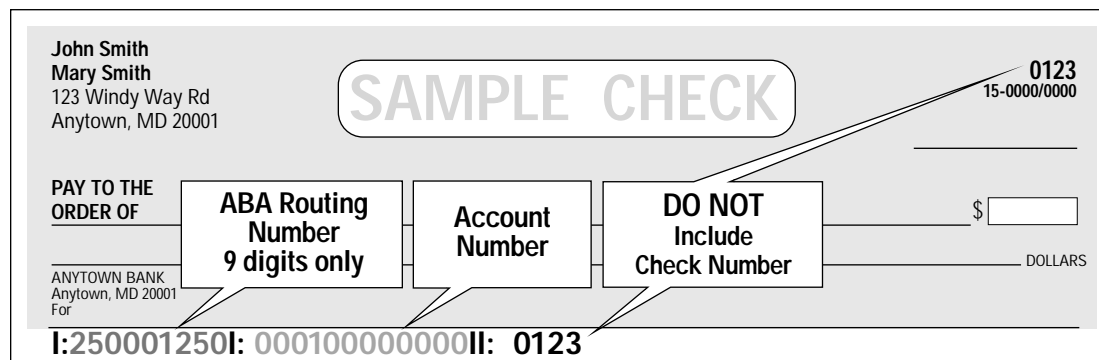 John Smith
Mary Smith
123 Windy Way Rd
Anytown, MD 20001
SAMPLE CHECK
0123
15-0000/0000
PAY TO THE
ORDER OF
ABA Routing
Number
9 digits only
Account
Number
DO NOT
Include
Check Number
$
DOLLARS
ANYTOWN BANK
Anytown, MD 20001
For
I:250001250I: 000100000000II: 0123